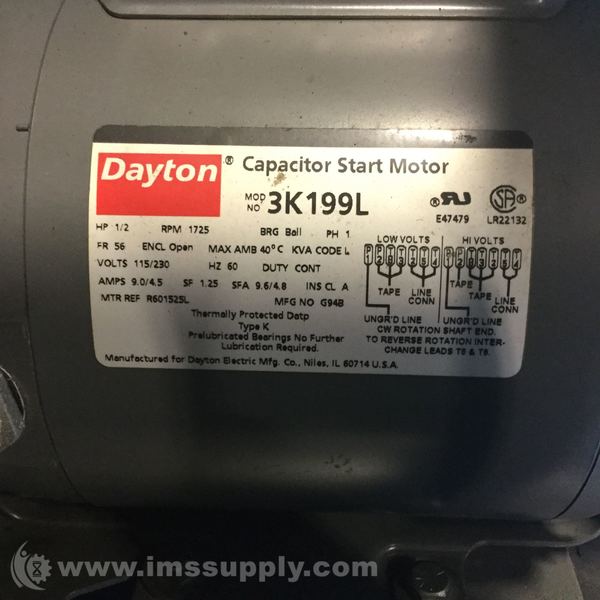 Dayton® Capacitor Start Motor
MOD NO 3K199L
E47479 LR22132
HP 1/2 RPM 1725 BRG Ball PH 1
FR 56 ENCL Open MAX AMB 40°C KVA CODE L
VOLTS 115/230 HZ 60 DUTY CONT
AMPS 9.0/4.5 SF 1.25 SFA 9.6/4.8 INS CL A
MTR REF R601525L MFG NO G94B
Thermally Protected Datp
Type K
Prelubricated Bearings No Further
Lubrication Required.
Manufactured for Dayton Electric Mfg. Co., Niles, IL 60714 U.S.A.
LOW VOLTS HI VOLTS
TAPE TAPE
LINE CONN LINE CONN
UNGR'D LINE UNGR'D LINE
CW ROTATION SHAFT END.
TO REVERSE ROTATION INTER-
CHANGE LEADS T5 & T8.
www.imssupply.com